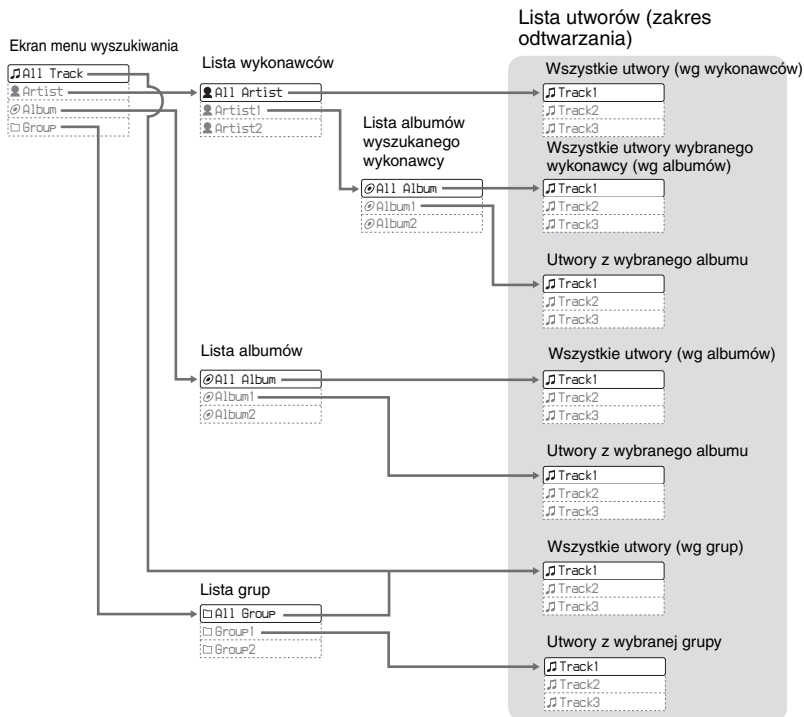 Lista utworów (zakres
odtwarzania)
Ekran menu wyszukiwania
All Track
Artist
Album
Group
Lista wykonawców
All Artist
Artist1
Artist2
Wszystkie utwory (wg wykonawców)
Track1
Track2
Track3
Lista albumów
wyszukanego
wykonawcy
All Album
Album1
Album2
Wszystkie utwory wybranego
wykonawcy (wg albumów)
Track1
Track2
Track3
Utwory z wybranego albumu
Track1
Track2
Track3
Lista albumów
All Album
Album1
Album2
Wszystkie utwory (wg albumów)
Track1
Track2
Track3
Utwory z wybranego albumu
Track1
Track2
Track3
Wszystkie utwory (wg grup)
Track1
Track2
Track3
Lista grup
All Group
Group1
Group2
Utwory z wybranej grupy
Track1
Track2
Track3